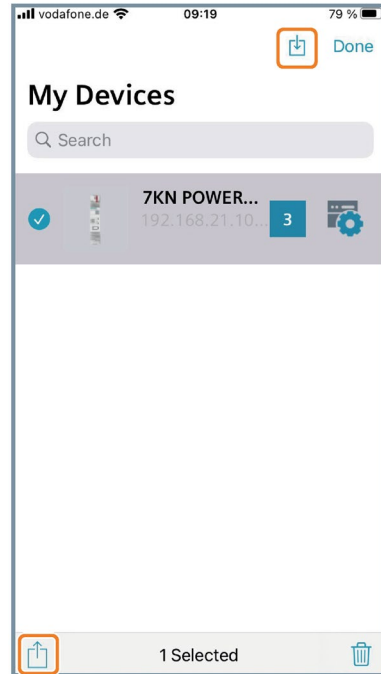 vodafone.de 09:19 79 %
Done
My Devices
Search
7KN POWER...
192.168.21.10...
3
1 Selected